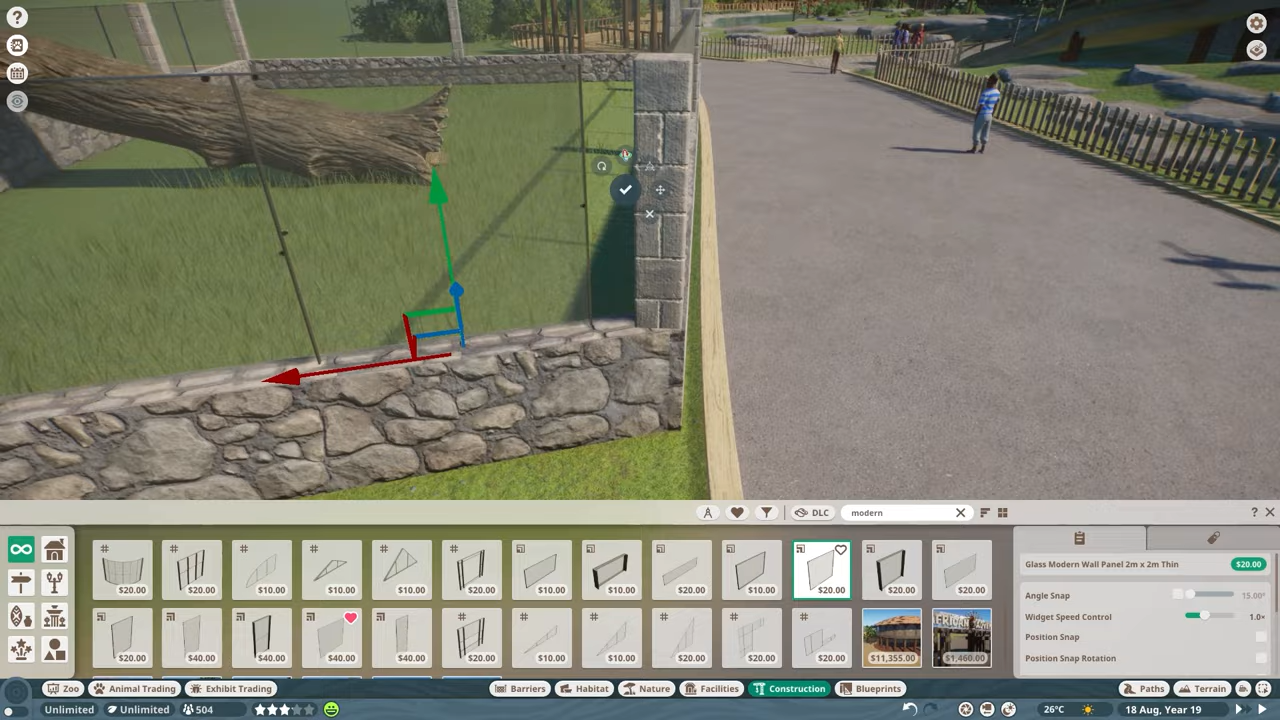 DLC
modern
?
$20.00 $20.00 $10.00 $10.00 $10.00 $10.00 $10.00 $10.00 $20.00 $10.00 $20.00 $20.00 $20.00
$20.00 $40.00 $40.00 $40.00 $40.00 $20.00 $10.00 $10.00 $20.00 $20.00 $20.00 $11,355.00 $1,460.00
Glass Modern Wall Panel 2m x 2m Thin $20.00
Angle Snap 15.00°
Widget Speed Control 1.0×
Position Snap
Position Snap Rotation
Zoo Animal Trading Exhibit Trading Barriers Habitat Nature Facilities Construction Blueprints Paths Terrain
Unlimited Unlimited 504 26°C 18 Aug, Year 19